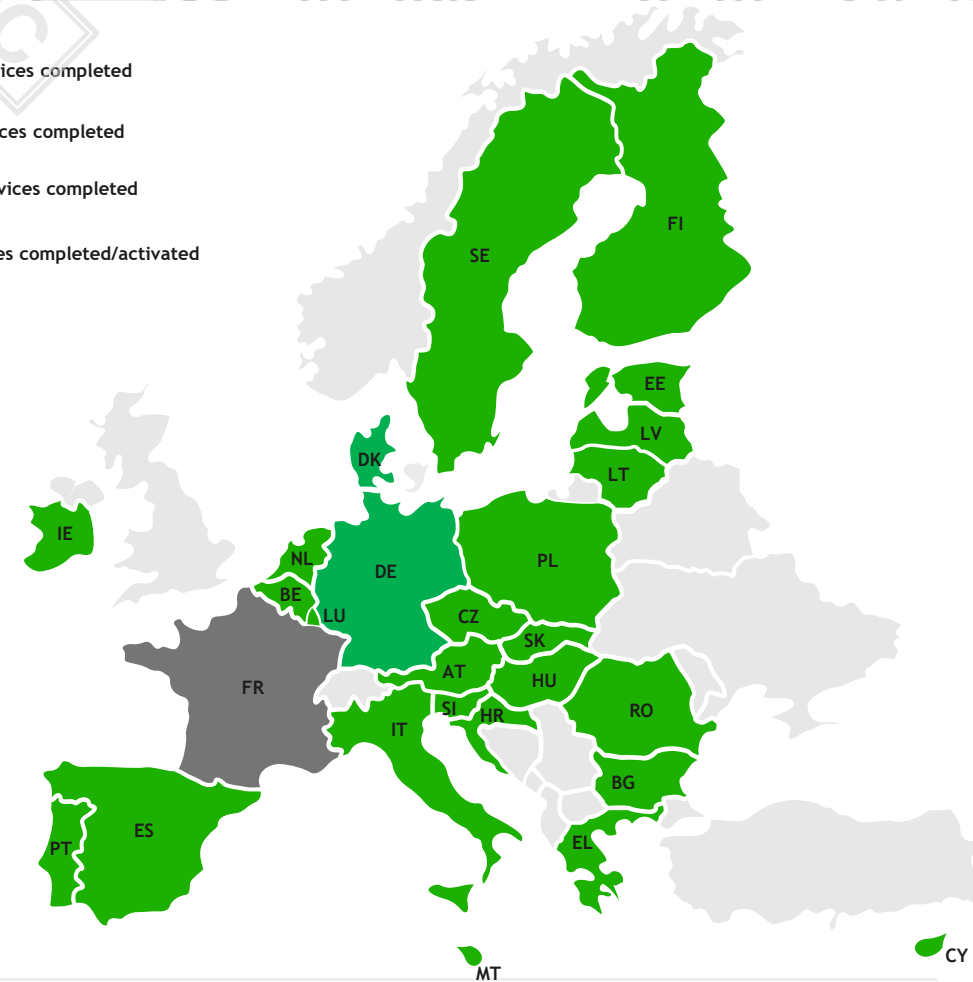 ices completed
ces completed
vices completed
es completed/activated
FI
SE
EE
LV
DK
LT
IE
NL
PL
DE
BE
LU
CZ
SK
AT
HU
FR
SI
HR
RO
IT
BG
ES
EL
PT
CY
MT